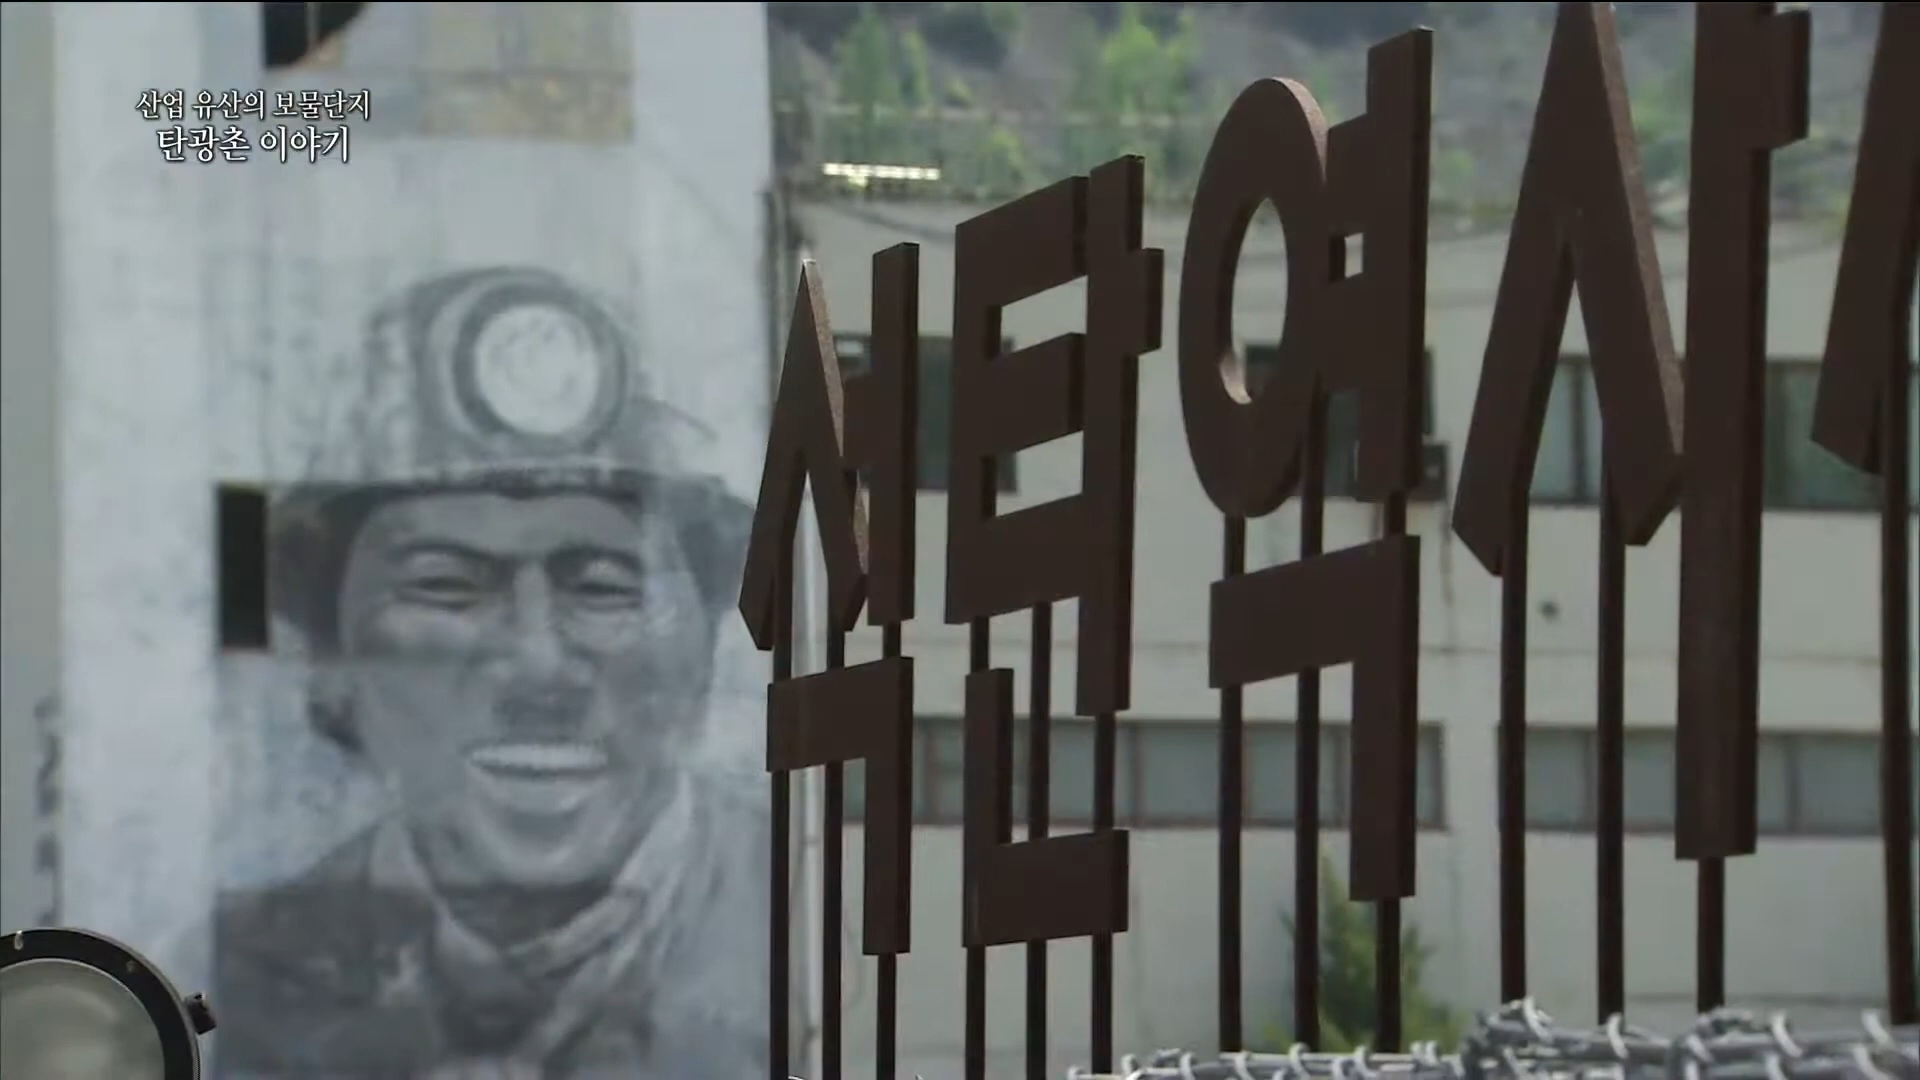 산업 유산의 보물단지
탄광촌 이야기
석탄역사